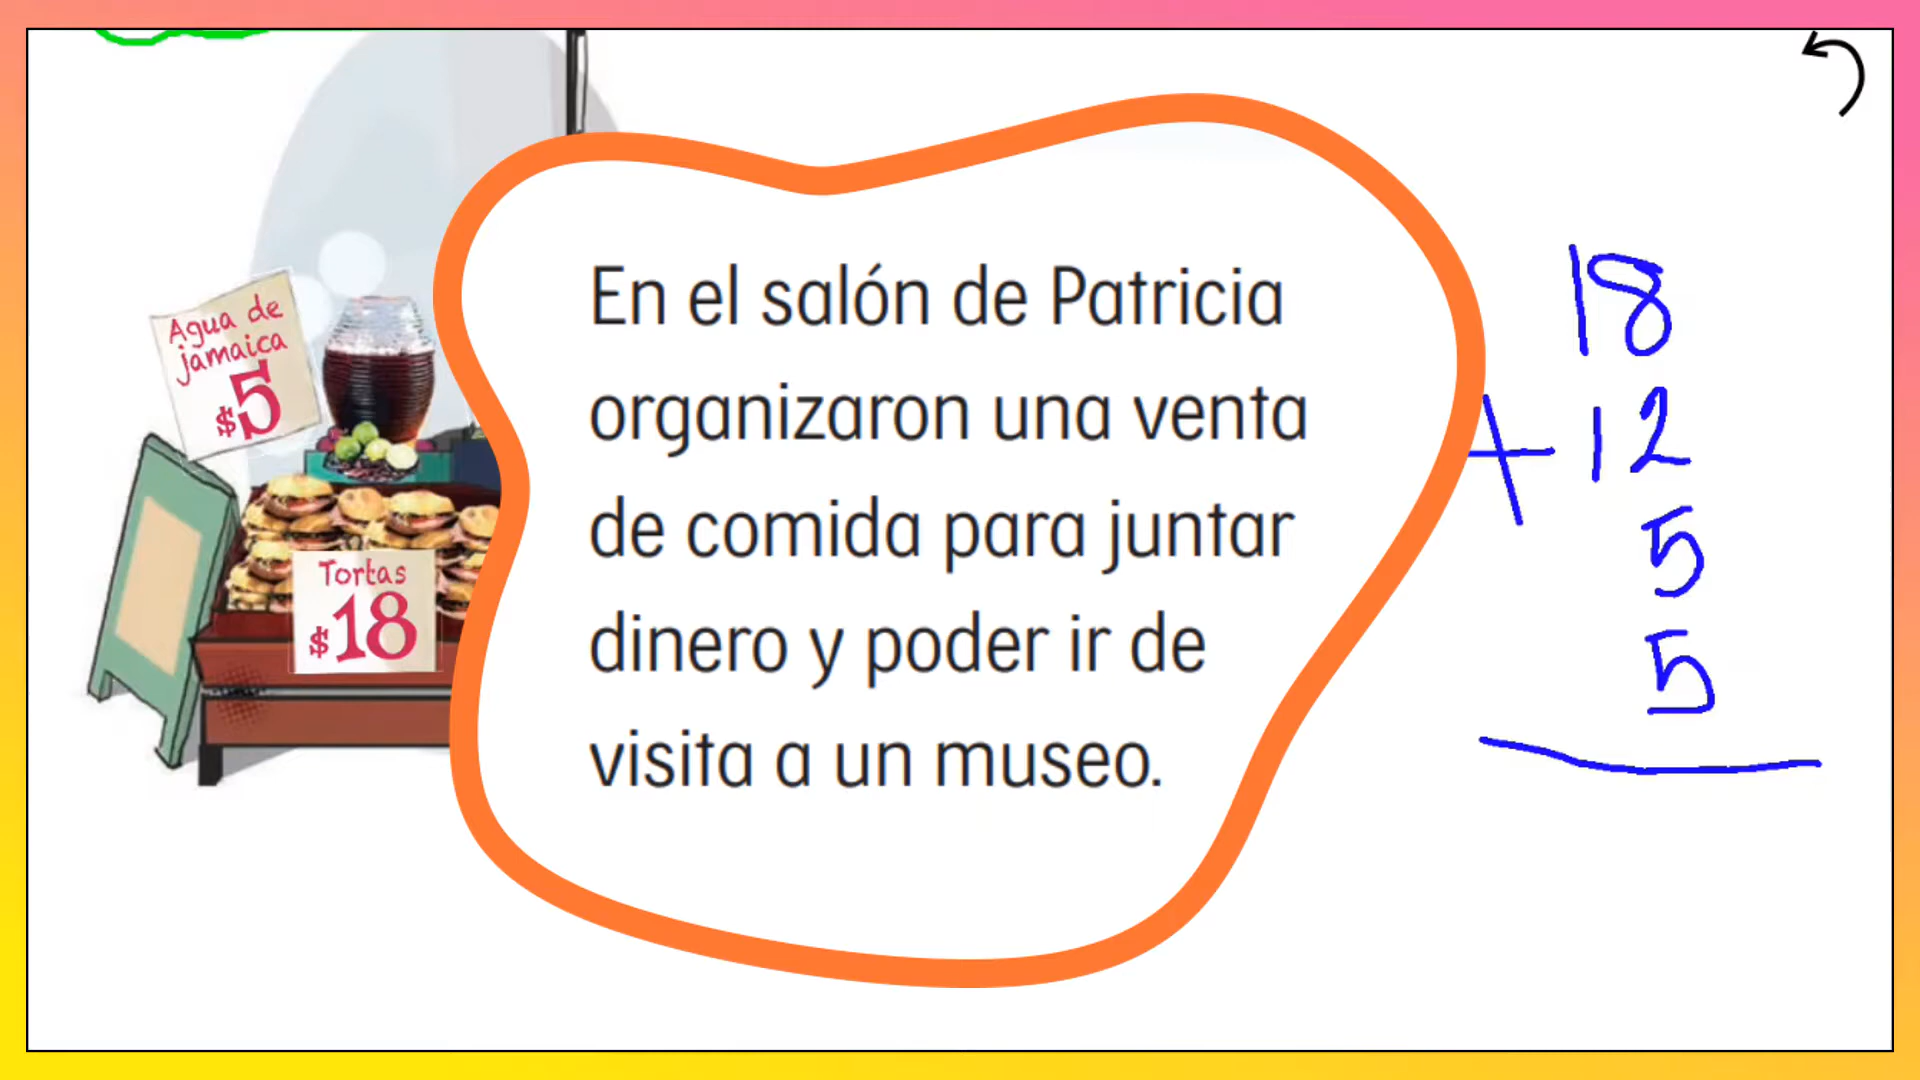 Agua de
jamaica
$5
Tortas
$18
En el salón de Patricia
organizaron una venta
de comida para juntar
dinero y poder ir de
visita a un museo.
18
+ 12
5
5